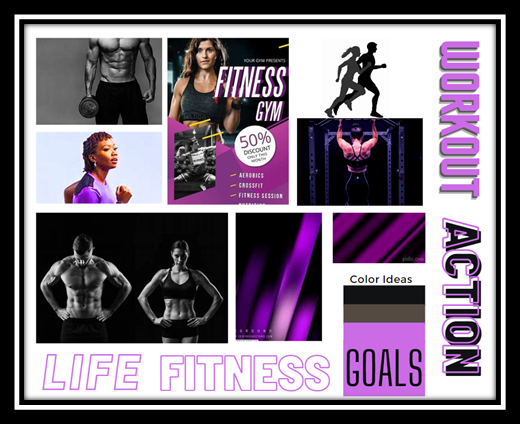 YOUR GYM PRESENTS
FITNESS
GYM
50%
DISCOUNT
ONLY THIS
MONTH
AEROBICS
CROSSFIT
FITNESS SESSION
WORKOUT
ACTION
Color Ideas
GOALS
LIFE FITNESS